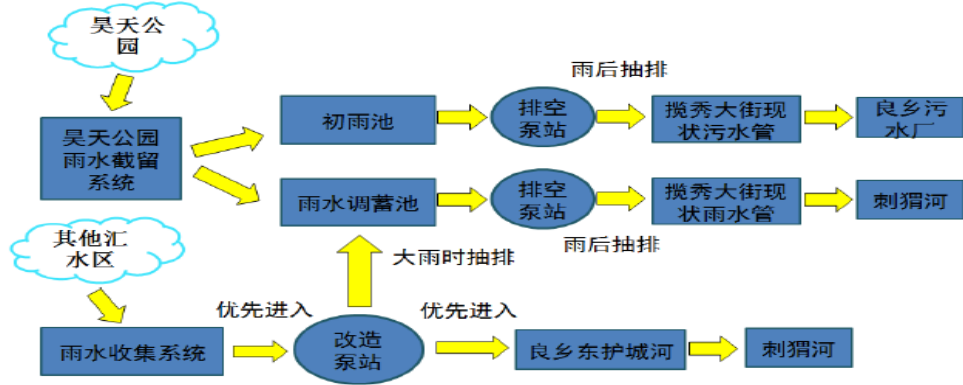 昊天公
园
雨后抽排
初雨池
排空
泵站
揽秀大街现
状污水管
良乡污
水厂
昊天公园
雨水截留
系统
雨水调蓄池
排空
泵站
揽秀大街现
状雨水管
刺猬河
其他汇
水区
大雨时抽排
雨后抽排
优先进入
优先进入
雨水收集系统
改造
泵站
良乡东护城河
刺猬河